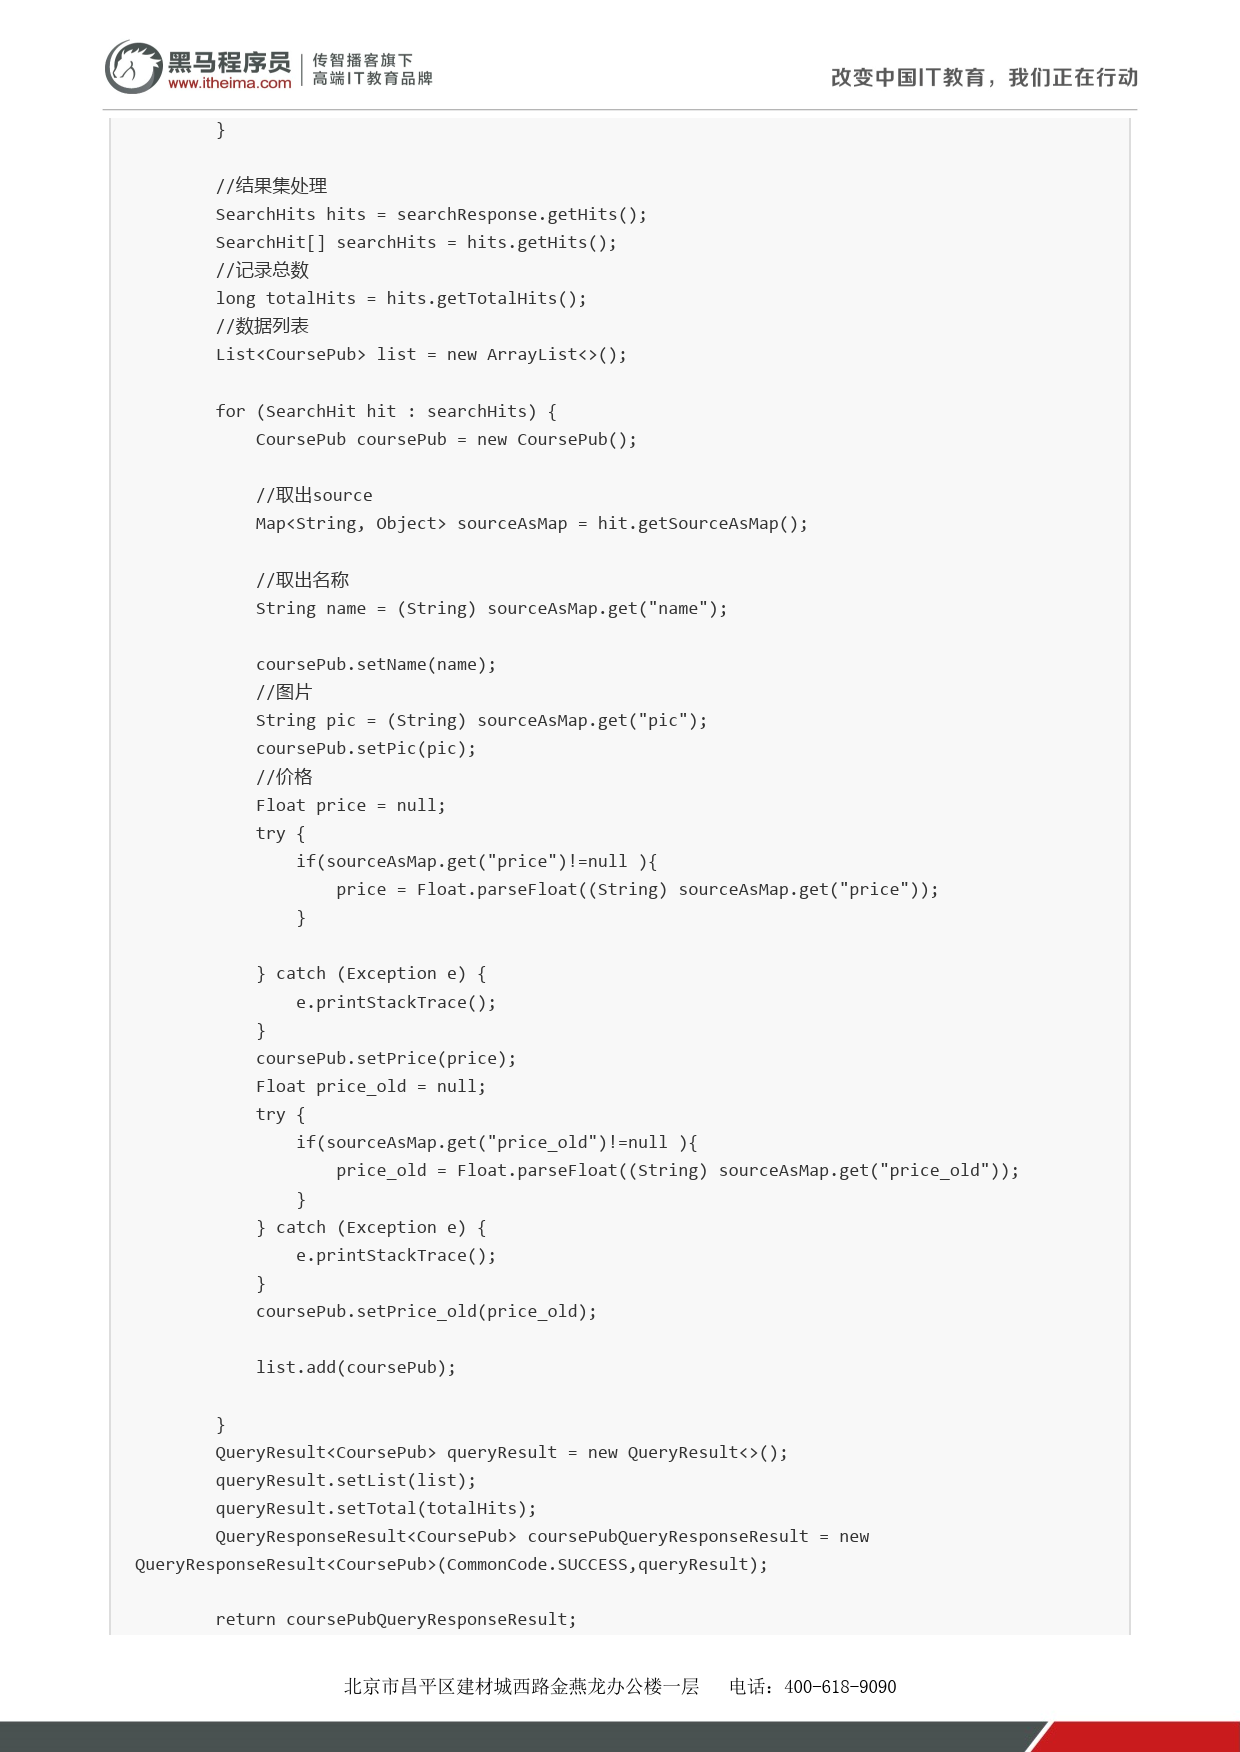 黑马程序员
www.itheima.com
传智播客旗下
高端IT教育品牌
改变中国IT教育，我们正在行动
}
//结果集处理
SearchHits hits = searchResponse.getHits();
SearchHit[] searchHits = hits.getHits();
//记录总数
long totalHits = hits.getTotalHits();
//数据列表
List<CoursePub> list = new ArrayList<>();
for (SearchHit hit : searchHits) {
CoursePub coursePub = new CoursePub();
//取出source
Map<String, Object> sourceAsMap = hit.getSourceAsMap();
//取出名称
String name = (String) sourceAsMap.get("name");
coursePub.setName(name);
//图片
String pic = (String) sourceAsMap.get("pic");
coursePub.setPic(pic);
//价格
Float price = null;
try {
if(sourceAsMap.get("price")!=null ){
price = Float.parseFloat((String) sourceAsMap.get("price"));
}
} catch (Exception e) {
e.printStackTrace();
}
coursePub.setPrice(price);
Float price_old = null;
try {
if(sourceAsMap.get("price_old")!=null ){
price_old = Float.parseFloat((String) sourceAsMap.get("price_old"));
}
} catch (Exception e) {
e.printStackTrace();
}
coursePub.setPrice_old(price_old);
list.add(coursePub);
}
QueryResult<CoursePub> queryResult = new QueryResult<>();
queryResult.setList(list);
queryResult.setTotal(totalHits);
QueryResponseResult<CoursePub> coursePubQueryResponseResult = new
QueryResponseResult<CoursePub>(CommonCode.SUCCESS,queryResult);
return coursePubQueryResponseResult;
北京市昌平区建材城西路金燕龙办公楼一层 电话：400-618-9090